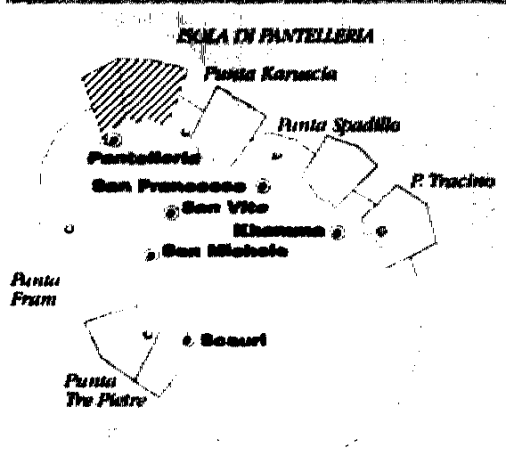 ISOLA DI PANTELLERIA
Punta Karuscia
Punta Spadillo
Pantelleria
P. Tracino
San Francesco
San Vito
Khamma
San Michele
Punta
Fram
Scauri
Punta
Tre Pietre